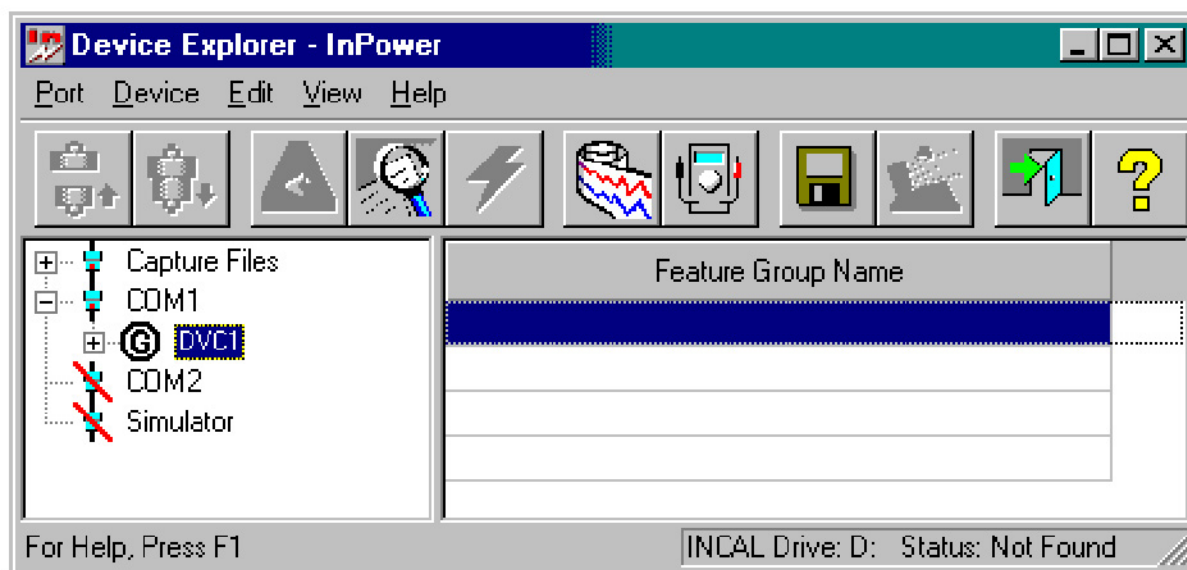 Device Explorer - InPower
Port Device Edit View Help
Capture Files
COM1
G DVC1
COM2
Simulator
Feature Group Name
For Help, Press F1
INCAL Drive: D: Status: Not Found